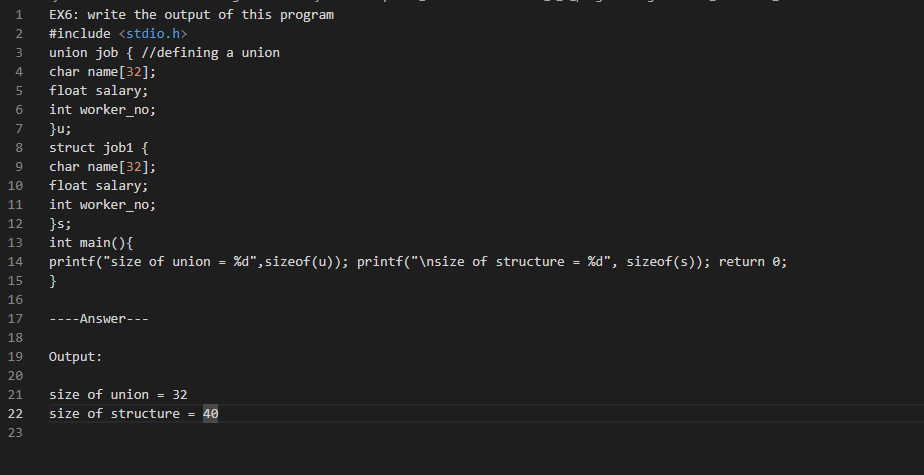 1 EX6: write the output of this program
2 #include <stdio.h>
3 union job { //defining a union
4 char name[32];
5 float salary;
6 int worker_no;
7 }u;
8 struct job1 {
9 char name[32];
10 float salary;
11 int worker_no;
12 }s;
13 int main(){
14 printf("size of union = %d",sizeof(u)); printf("\nsize of structure = %d", sizeof(s)); return 0;
15 }
16
17 ----Answer---
18
19 Output:
20
21 size of union = 32
22 size of structure = 40
23